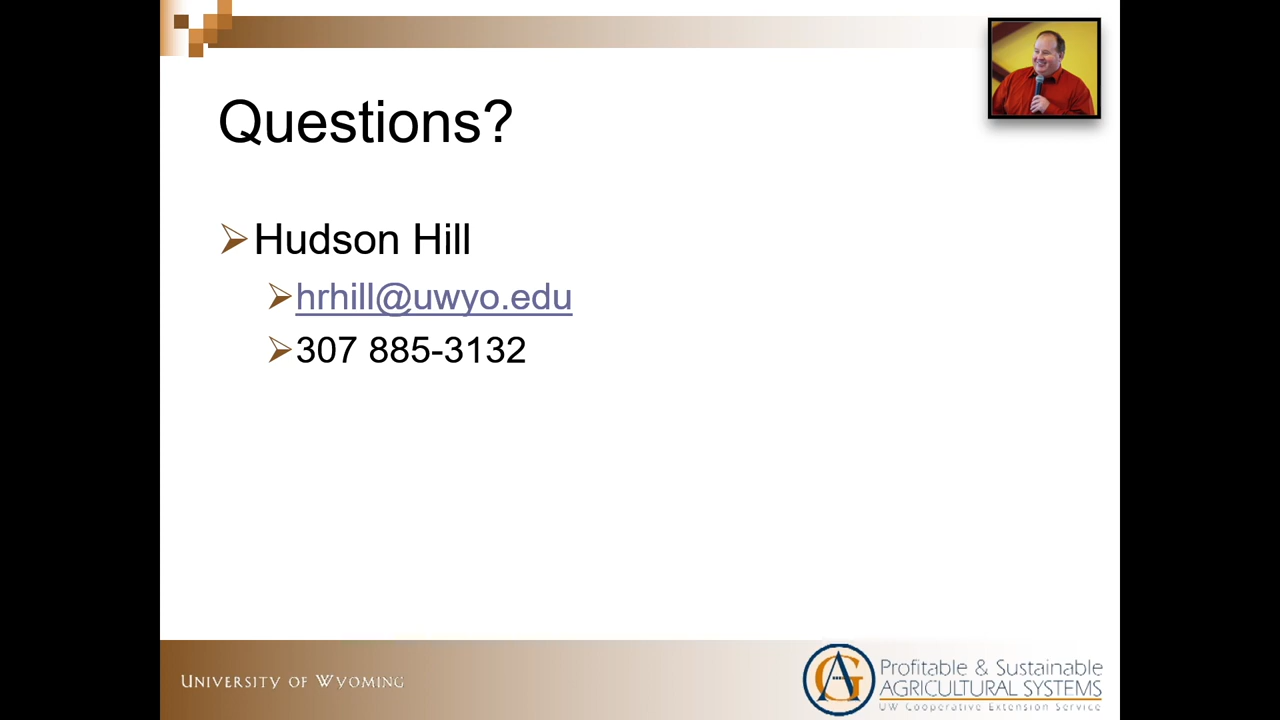 Questions?
Hudson Hill
hrhill@uwyo.edu
307 885-3132
UNIVERSITY OF WYOMING
AG
Profitable & Sustainable
AGRICULTURAL SYSTEMS
UW Cooperative Extension Service